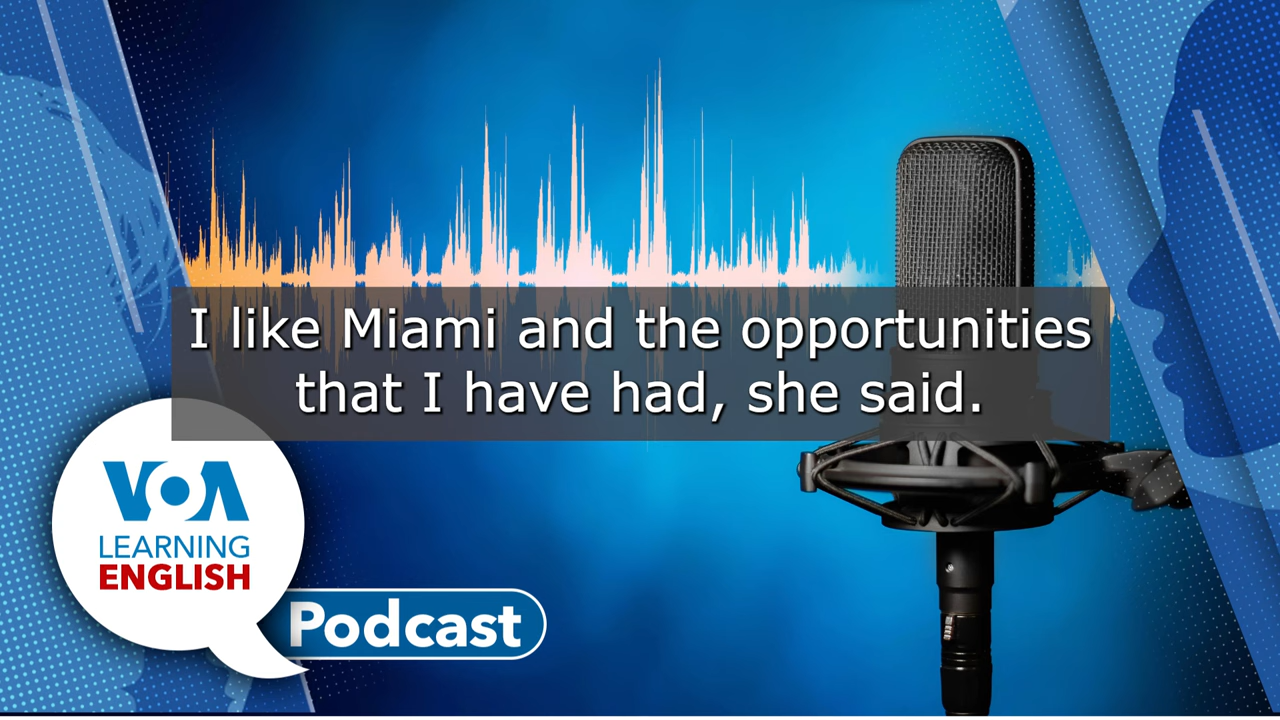 I like Miami and the opportunities
that I have had, she said.
VOA
LEARNING
ENGLISH
Podcast